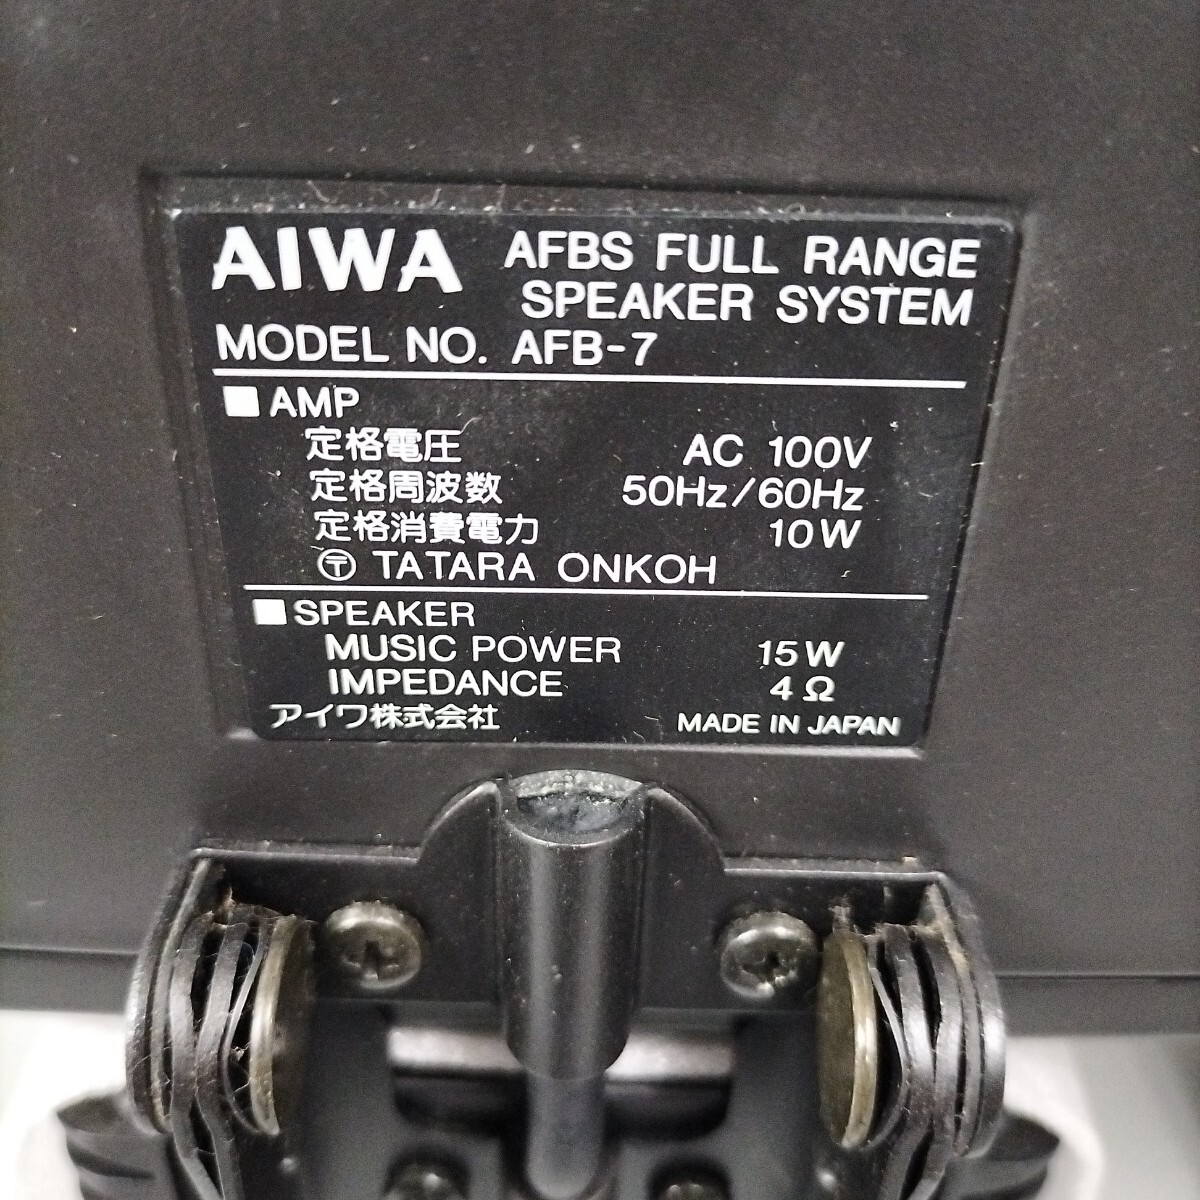 AIWA AFBS FULL RANGE
SPEAKER SYSTEM
MODEL NO. AFB-7
■ AMP
定格電圧 AC 100V
定格周波数 50Hz/60Hz
定格消費電力 10W
〶 TATARA ONKOH
■ SPEAKER
MUSIC POWER 15W
IMPEDANCE 4Ω
アイワ株式会社 MADE IN JAPAN